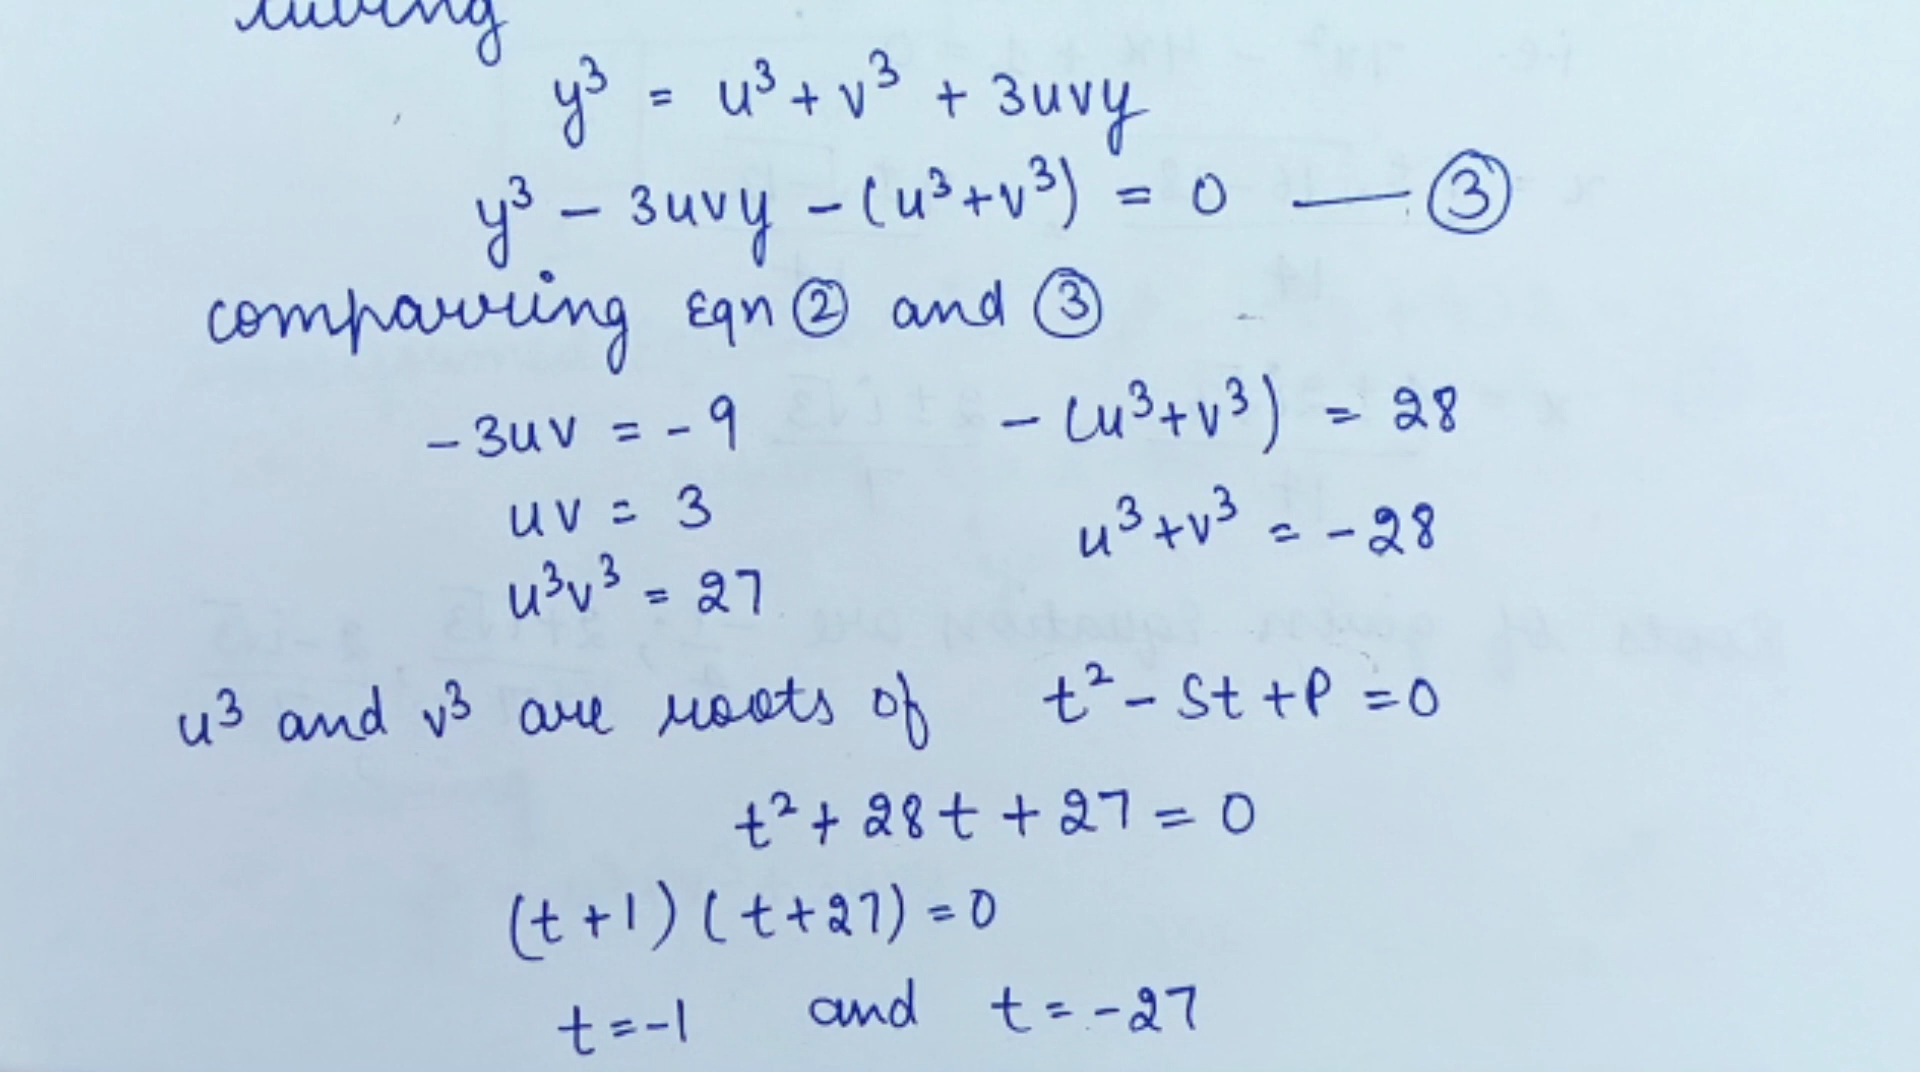 y³ = u³ + v³ + 3uvy
y³ - 3uvy - (u³+v³) = 0 — ③
comparring Eqn ② and ③
-3uv = -9 -(u³+v³) = 28
uv = 3 u³+v³ = -28
u³v³ = 27
u³ and v³ are roots of t² - St + P = 0
t² + 28t + 27 = 0
(t+1) (t+27) = 0
t = -1 and t = -27